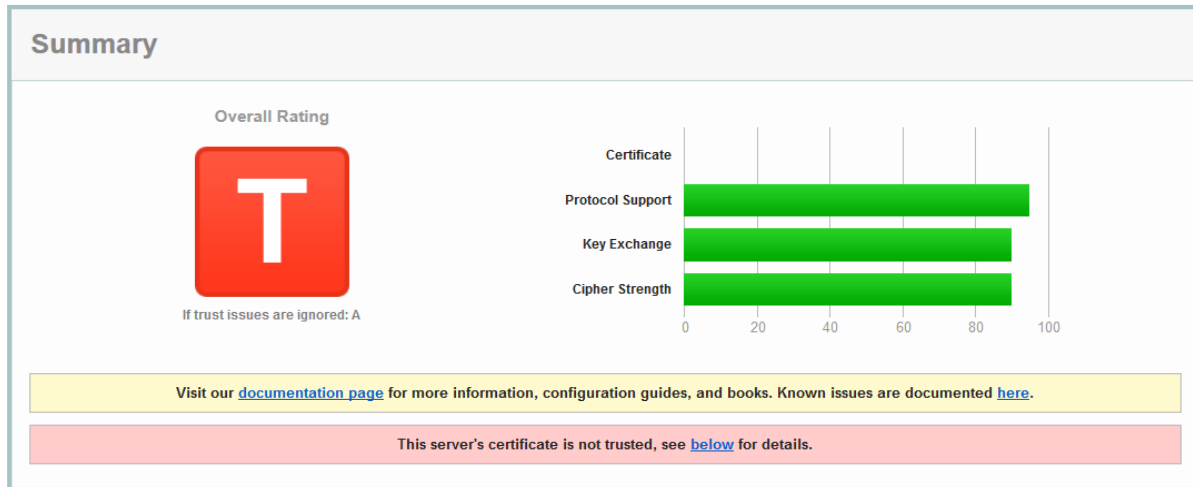 Summary
Overall Rating
T
If trust issues are ignored: A
Certificate
Protocol Support
Key Exchange
Cipher Strength
0 20 40 60 80 100
Visit our documentation page for more information, configuration guides, and books. Known issues are documented here.
This server's certificate is not trusted, see below for details.